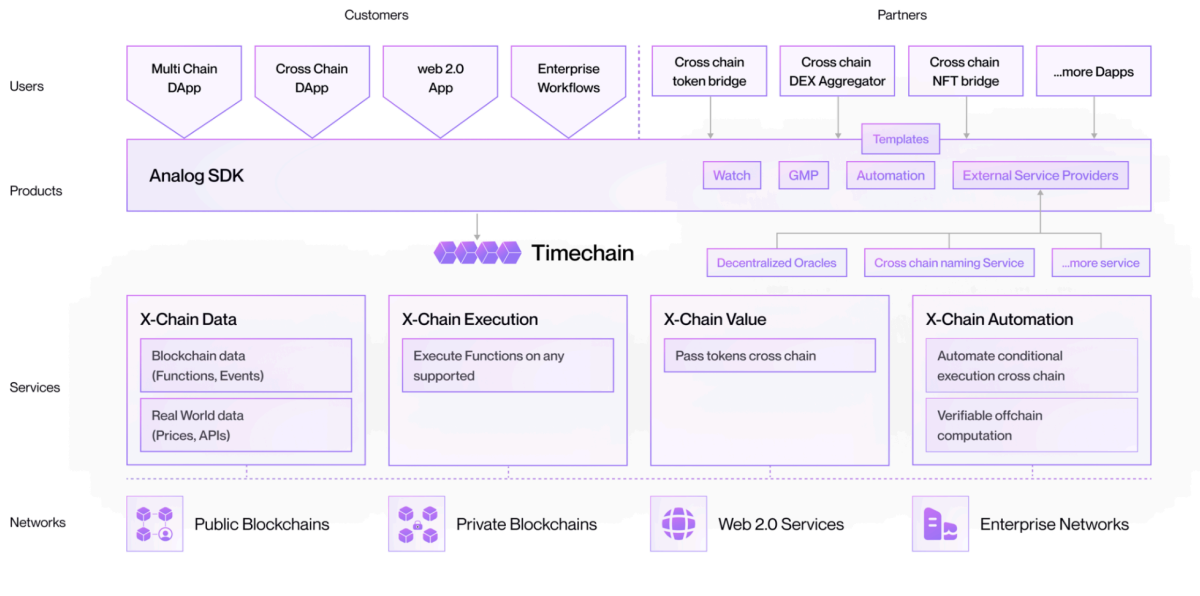 Customers
Partners
Users
Multi Chain
DApp
Cross Chain
DApp
web 2.0
App
Enterprise
Workflows
Cross chain
token bridge
Cross chain
DEX Aggregator
Cross chain
NFT bridge
...more Dapps
Products
Analog SDK
Templates
Watch
GMP
Automation
External Service Providers
Timechain
Decentralized Oracles
Cross chain naming Service
...more service
Services
X-Chain Data
Blockchain data
(Functions, Events)
Real World data
(Prices, APIs)
X-Chain Execution
Execute Functions on any
supported
X-Chain Value
Pass tokens cross chain
X-Chain Automation
Automate conditional
execution cross chain
Verifiable offchain
computation
Networks
Public Blockchains
Private Blockchains
Web 2.0 Services
Enterprise Networks